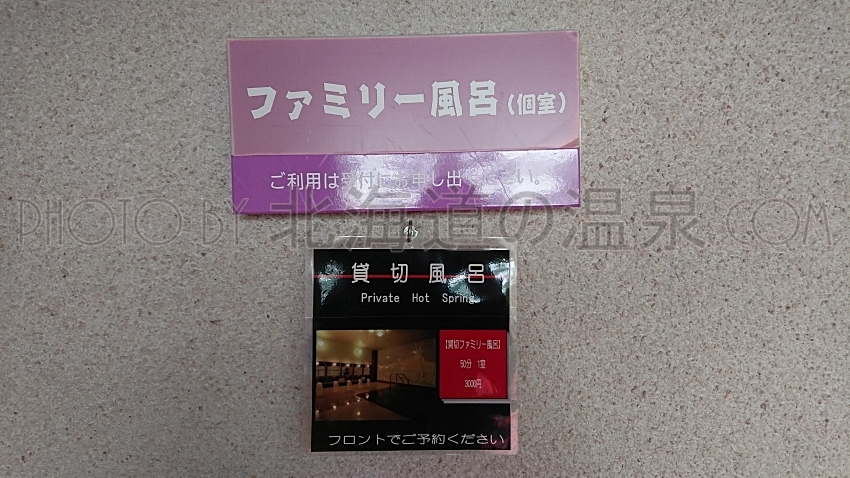 ファミリー風呂(個室)
ご利用は受付にお申し出ください。
PHOTO BY 北海道の温泉.COM
貸切風呂
Private Hot Spring
【貸切ファミリー風呂】
50分 1室
3000円
フロントでご予約ください